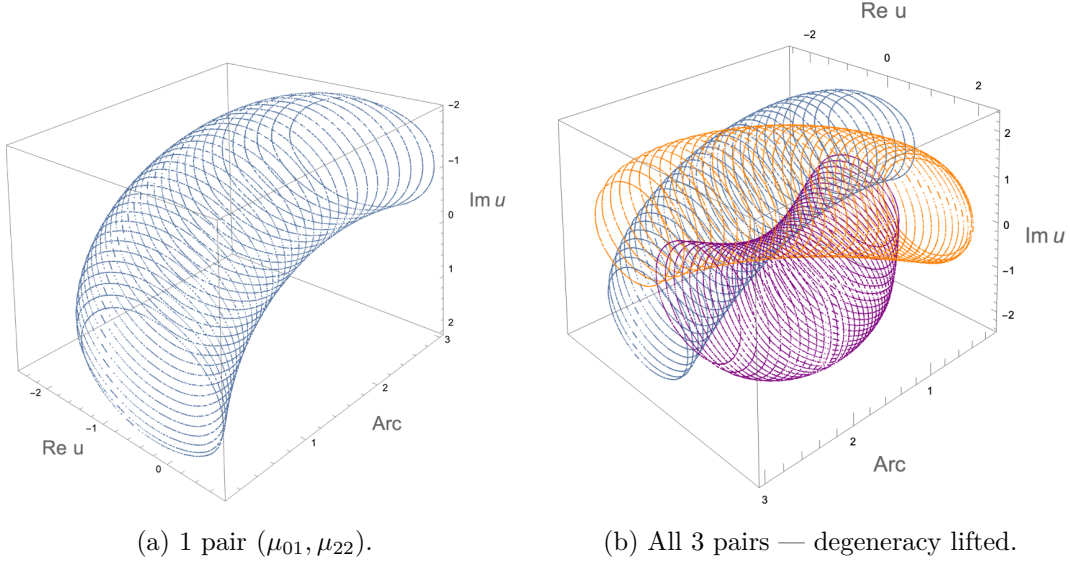 Re u
-2
0
2
2
1
0
-1
-2
Im u
1
2
3
Arc
-2
-1
0
1
2
Im u
3
2
1
Arc
-2
-1
0
Re u
(a) 1 pair (μ₀₁, μ₂₂).
(b) All 3 pairs — degeneracy lifted.